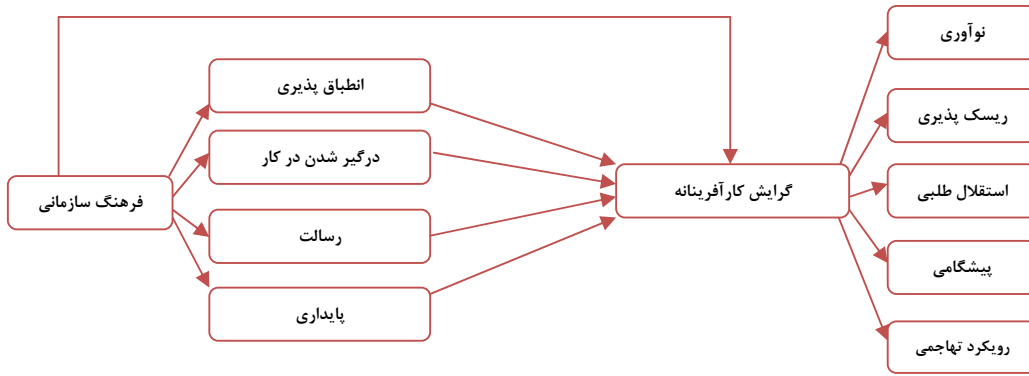 نوآوری
انطباق پذیری
ریسک پذیری
درگیر شدن در کار
گرایش کارآفرینانه
استقلال طلبی
فرهنگ سازمانی
رسالت
پیشگامی
پایداری
رویکرد تهاجمی